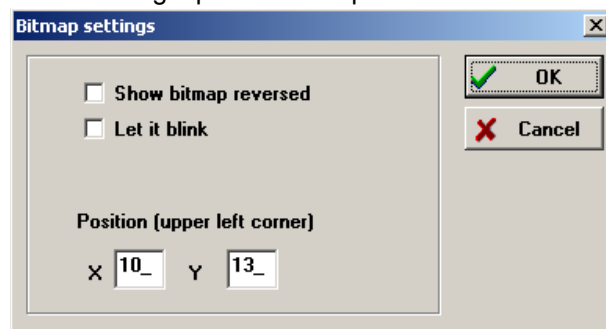 Bitmap settings
Show bitmap reversed
Let it blink
Position (upper left corner)
X 10_ Y 13_
OK
Cancel